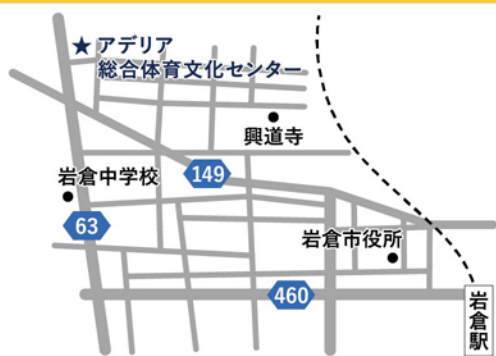 ★ アデリア
総合体育文化センター
興道寺
149
岩倉中学校
63
岩倉市役所
460
岩倉駅